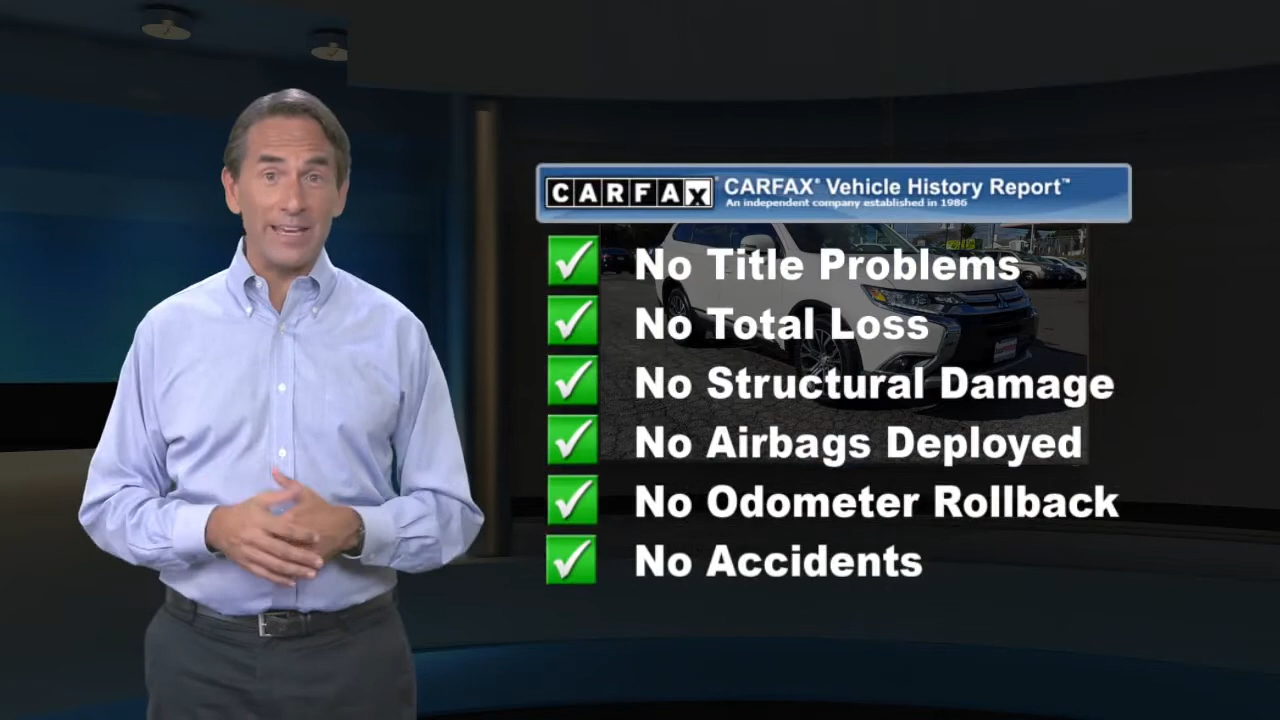 CARFAX CARFAX® Vehicle History Report™
An independent company established in 1986
No Title Problems
No Total Loss
No Structural Damage
No Airbags Deployed
No Odometer Rollback
No Accidents